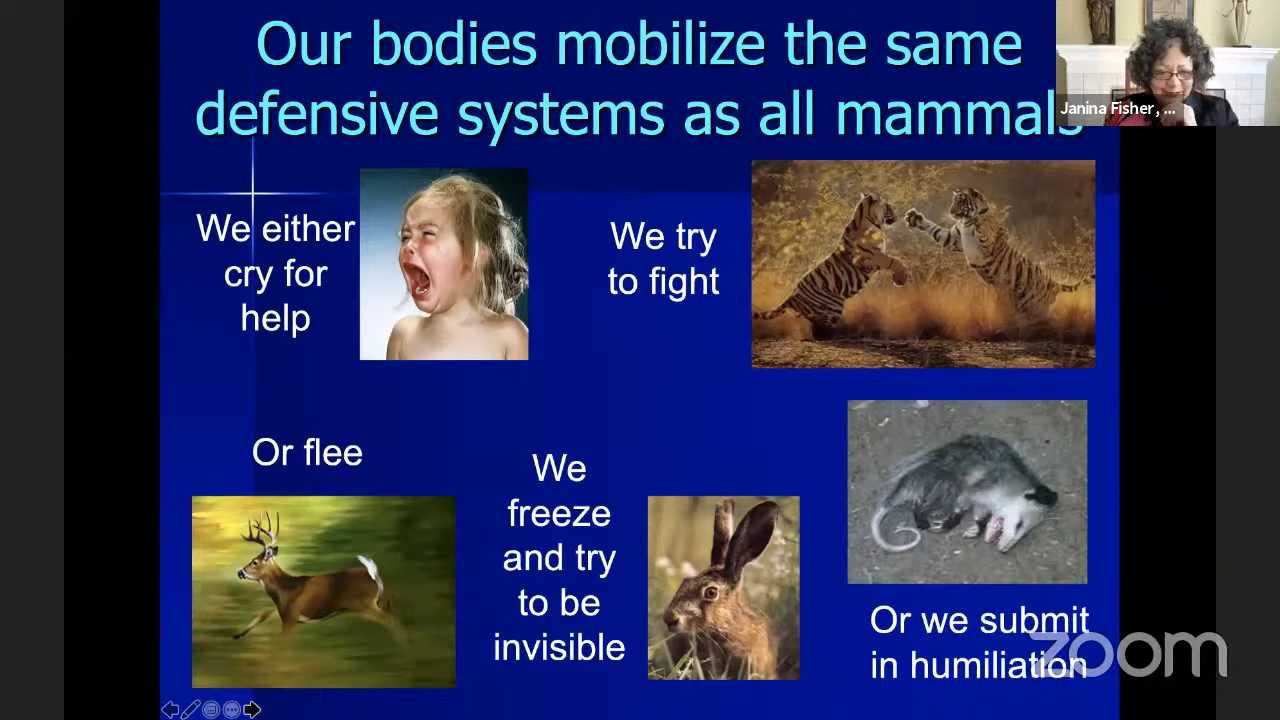 Our bodies mobilize the same
defensive systems as all mammals
Janina Fisher, ...
We either
cry for
help
We try
to fight
Or flee
We
freeze
and try
to be
invisible
Or we submit
in humiliation
zoom